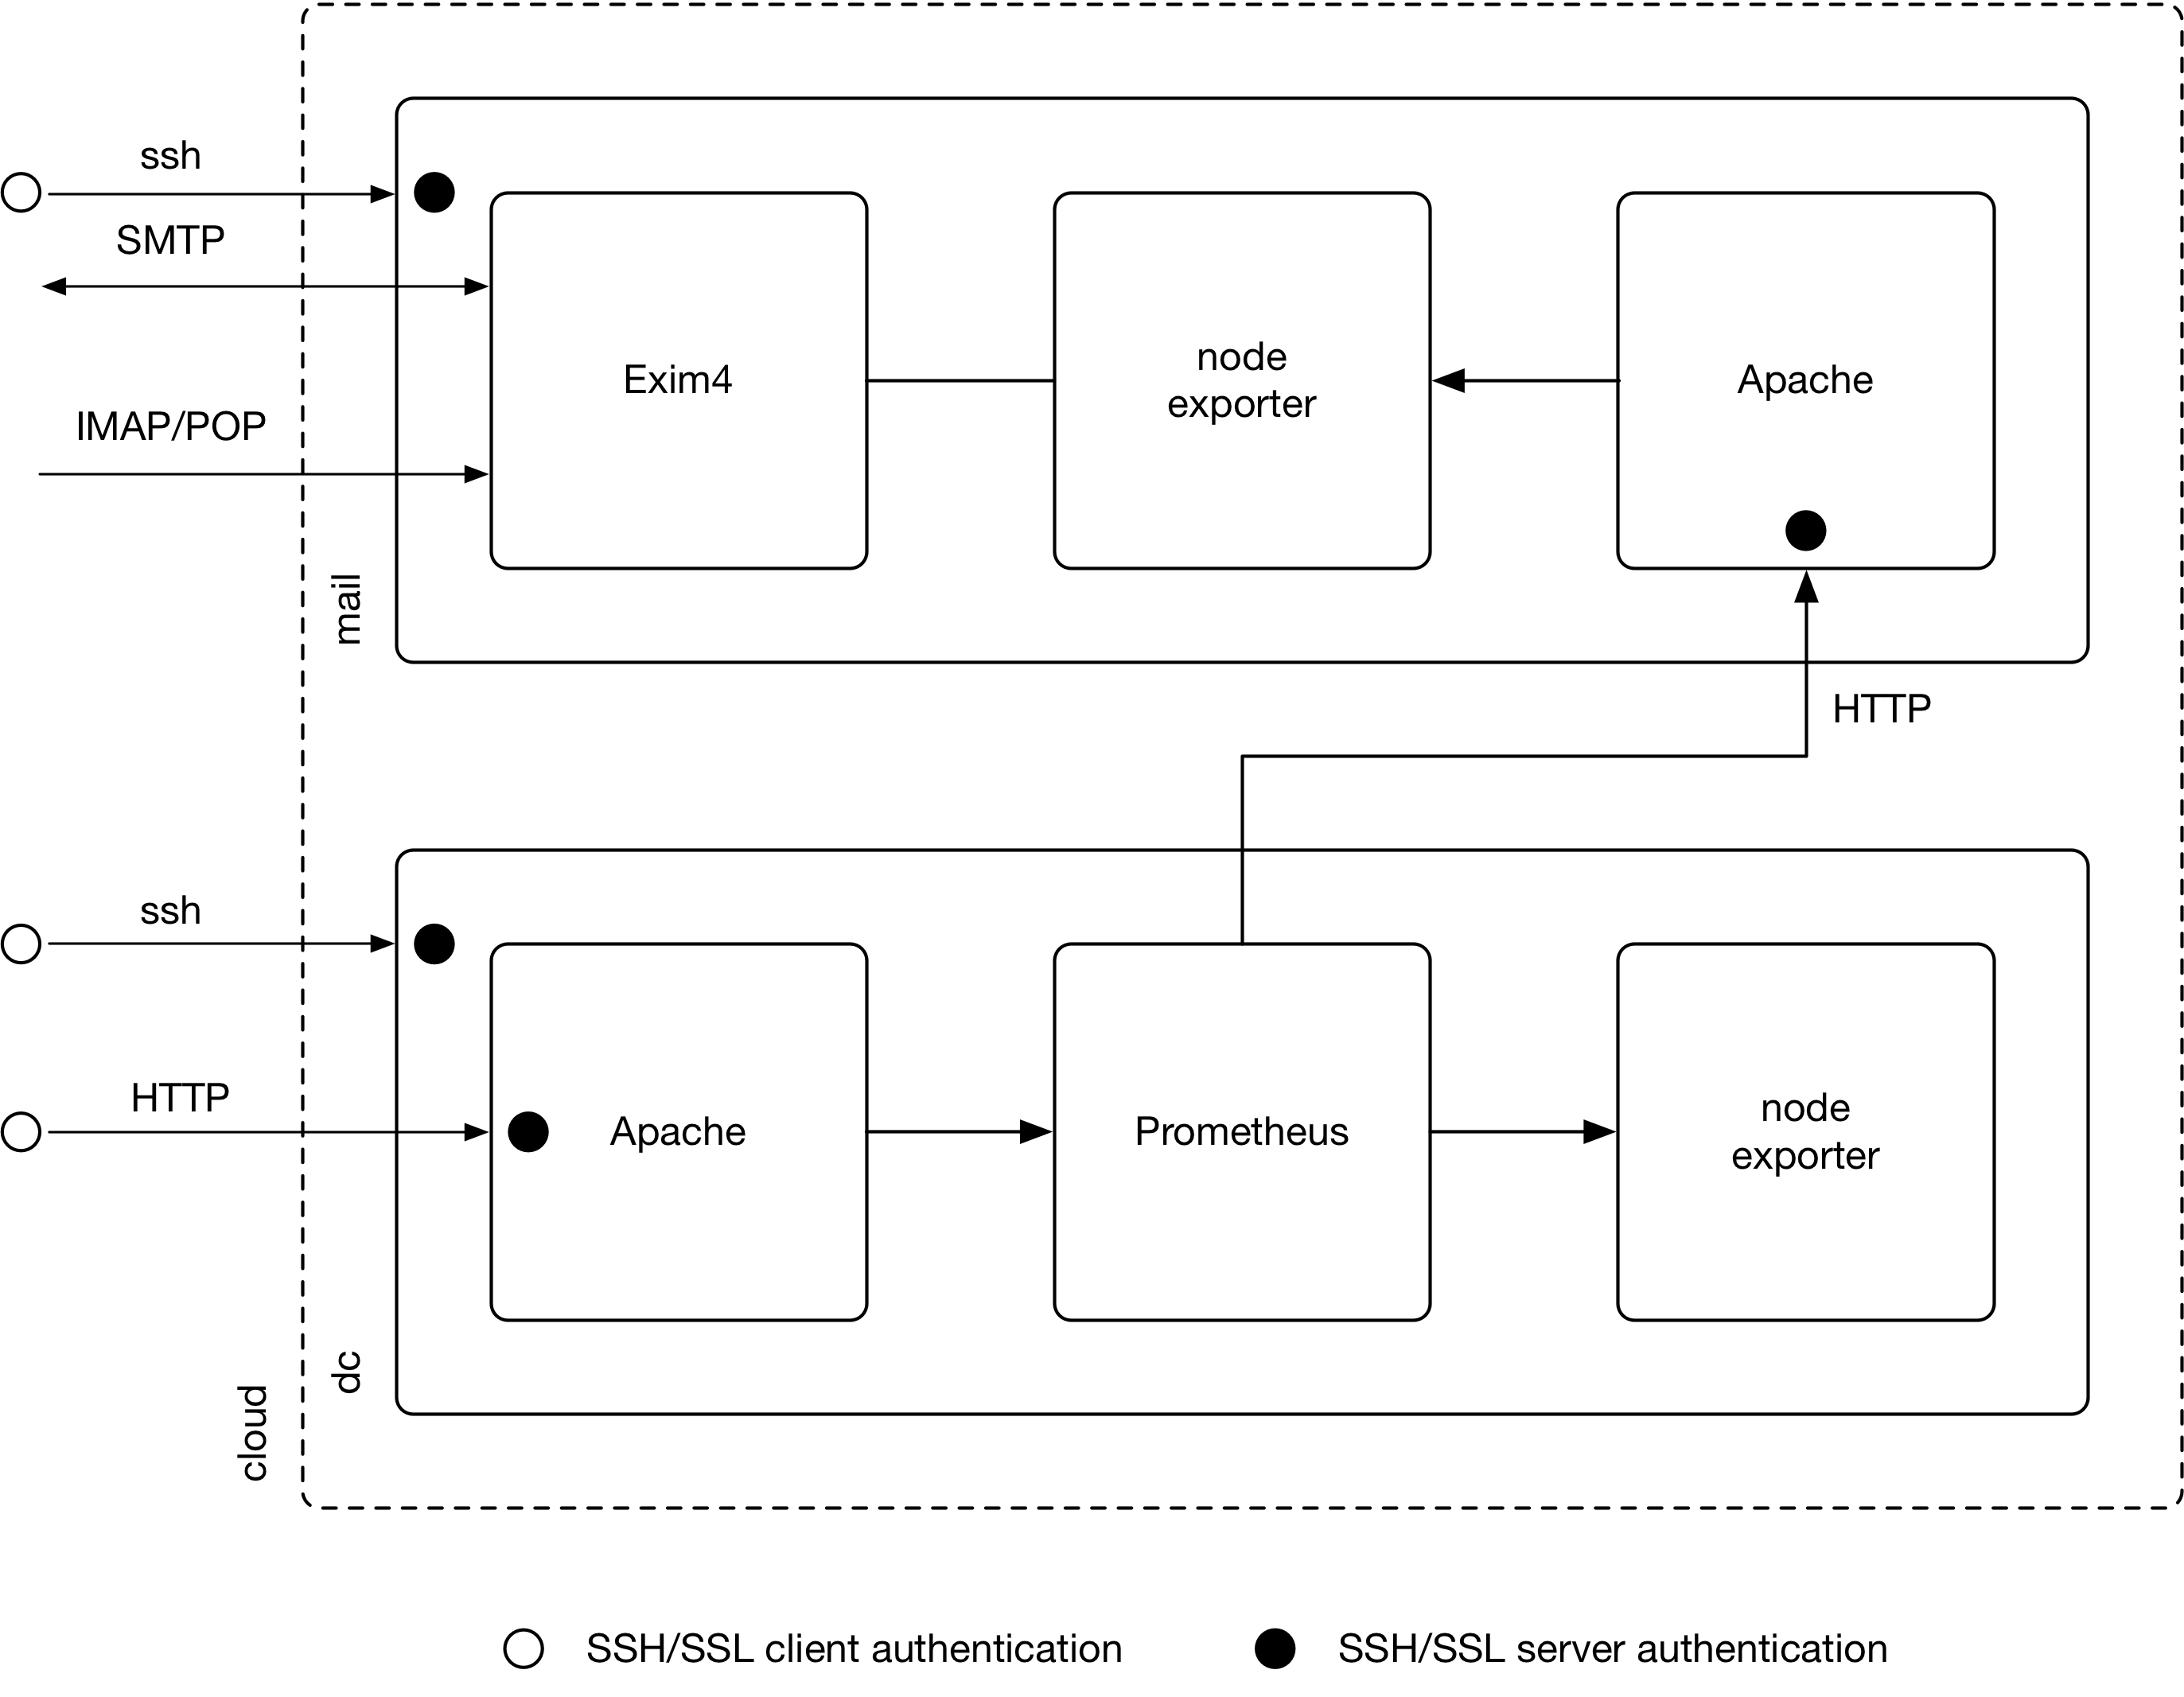 ssh
SMTP
IMAP/POP
mail
Exim4
node
exporter
Apache
HTTP
ssh
HTTP
dc
cloud
Apache
Prometheus
node
exporter
SSH/SSL client authentication
SSH/SSL server authentication